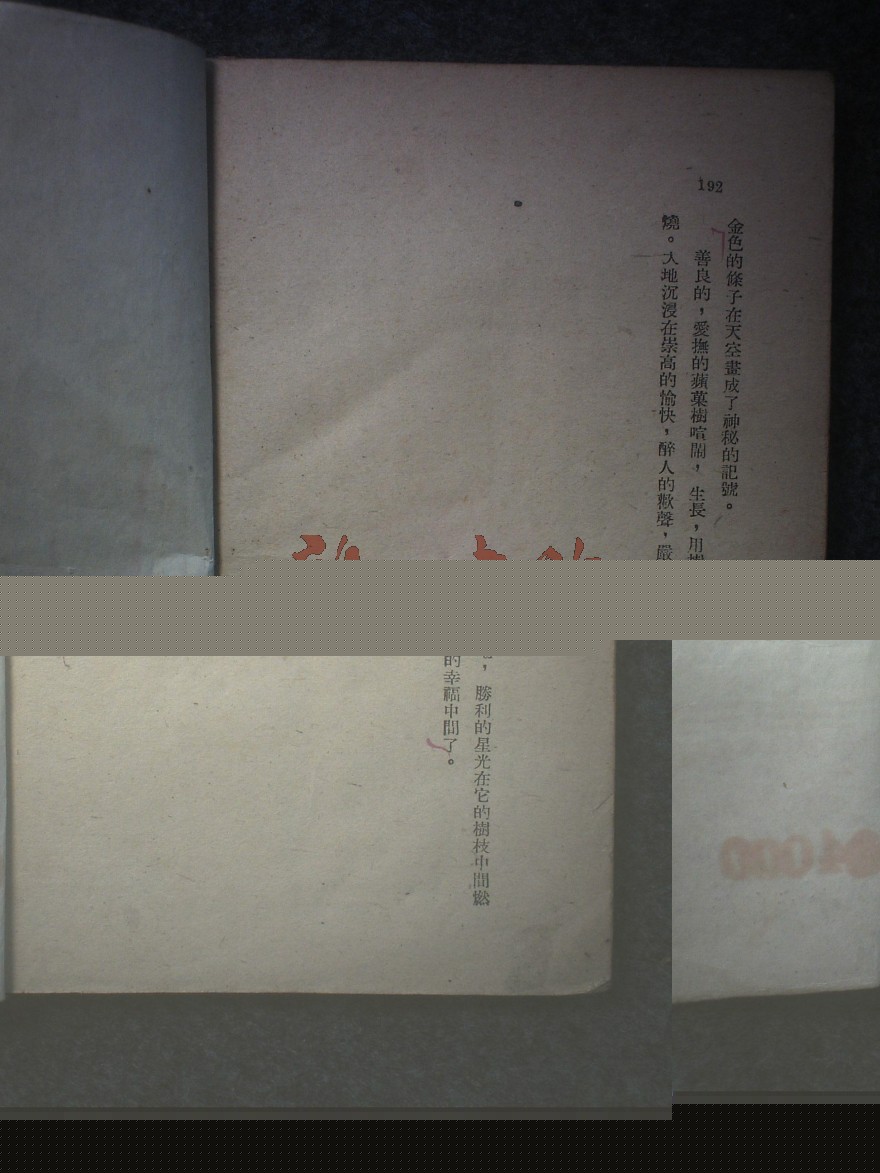 192
金色的條子在天空畫成了神秘的記號。
善良的，愛撫的蘋菓樹喧鬧，生長，用
燒。大地沉浸在崇高的愉快，醉人的歡聲，嚴
，勝利的星光在它的樹枝中間燃
的幸福中間了。